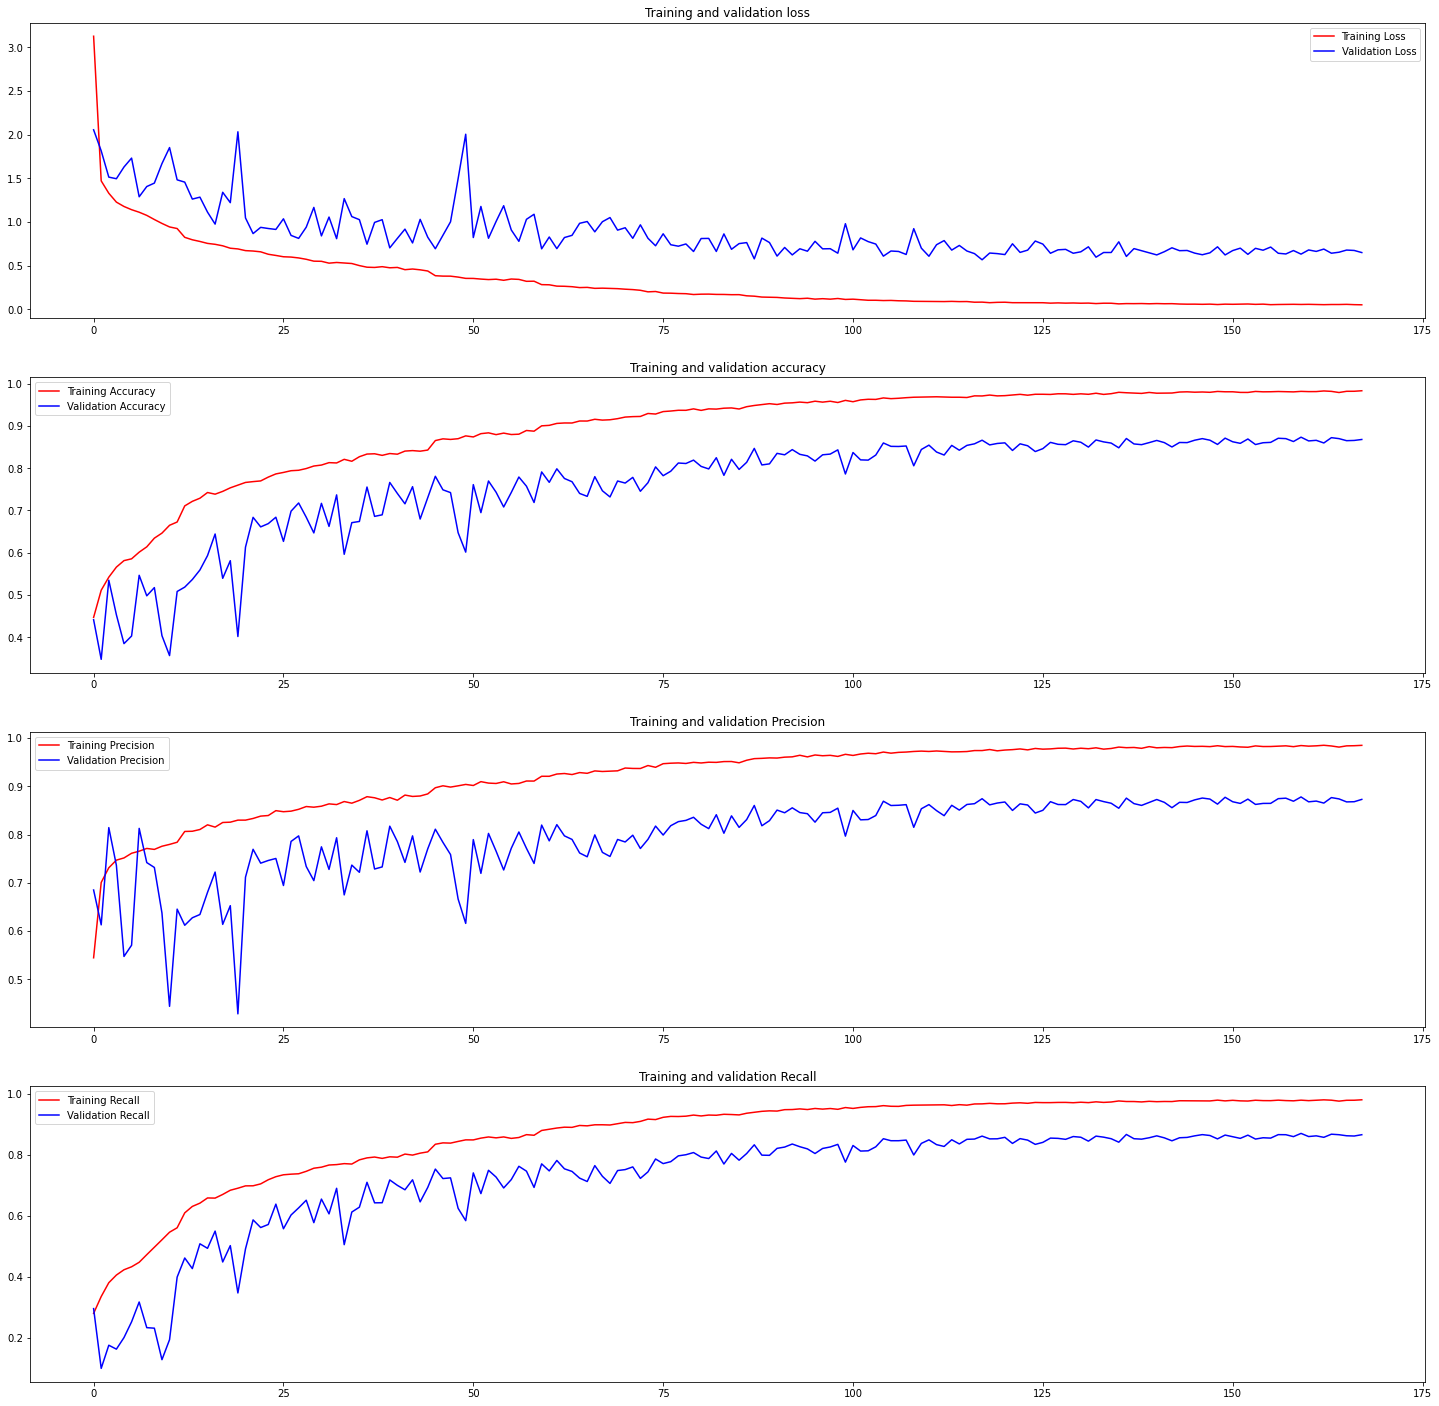 Training and validation loss
Training Loss
Validation Loss
3.0
2.5
2.0
1.5
1.0
0.5
0.0
0 25 50 75 100 125 150 175
Training and validation accuracy
Training Accuracy
Validation Accuracy
1.0
0.9
0.8
0.7
0.6
0.5
0.4
0 25 50 75 100 125 150 175
Training and validation Precision
Training Precision
Validation Precision
1.0
0.9
0.8
0.7
0.6
0.5
0 25 50 75 100 125 150 175
Training and validation Recall
Training Recall
Validation Recall
1.0
0.8
0.6
0.4
0.2
0 25 50 75 100 125 150 175